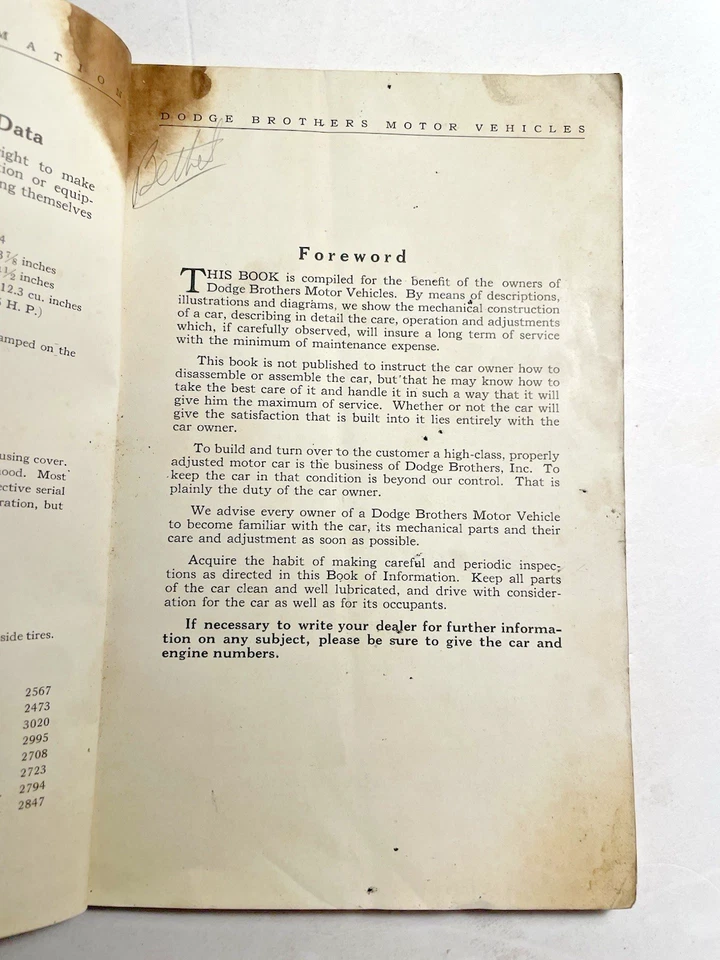 MATION
Data
ight to make
tion or equip-
ng themselves
4
3⅞ inches
4½ inches
12.3 cu. inches
H. P.)
amped on the
using cover.
ood. Most
ective serial
ration, but
side tires.
2567
2473
3020
2995
2708
2723
2794
2847
DODGE BROTHERS MOTOR VEHICLES
Foreword
THIS BOOK is compiled for the benefit of the owners of
Dodge Brothers Motor Vehicles. By means of descriptions,
illustrations and diagrams, we show the mechanical construction
of a car, describing in detail the care, operation and adjustments
which, if carefully observed, will insure a long term of service
with the minimum of maintenance expense.
This book is not published to instruct the car owner how to
disassemble or assemble the car, but that he may know how to
take the best care of it and handle it in such a way that it will
give him the maximum of service. Whether or not the car will
give the satisfaction that is built into it lies entirely with the
car owner.
To build and turn over to the customer a high-class, properly
adjusted motor car is the business of Dodge Brothers, Inc. To
keep the car in that condition is beyond our control. That is
plainly the duty of the car owner.
We advise every owner of a Dodge Brothers Motor Vehicle
to become familiar with the car, its mechanical parts and their
care and adjustment as soon as possible.
Acquire the habit of making careful and periodic inspec-
tions as directed in this Book of Information. Keep all parts
of the car clean and well lubricated, and drive with consider-
ation for the car as well as for its occupants.
If necessary to write your dealer for further informa-
tion on any subject, please be sure to give the car and
engine numbers.